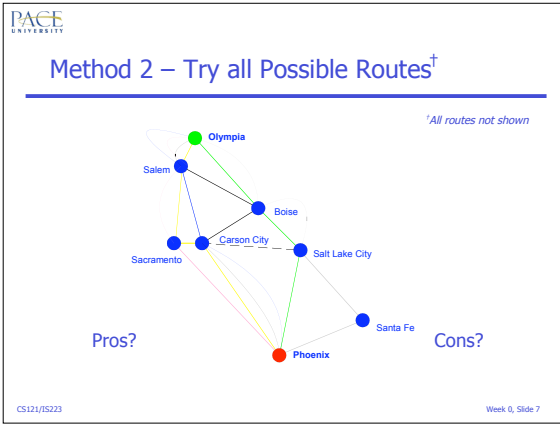 PACE
UNIVERSITY
Method 2 – Try all Possible Routes†
†All routes not shown
Olympia
Salem
Boise
Carson City
Sacramento
Salt Lake City
Santa Fe
Pros?
Cons?
Phoenix
CS121/IS223
Week 0, Slide 7